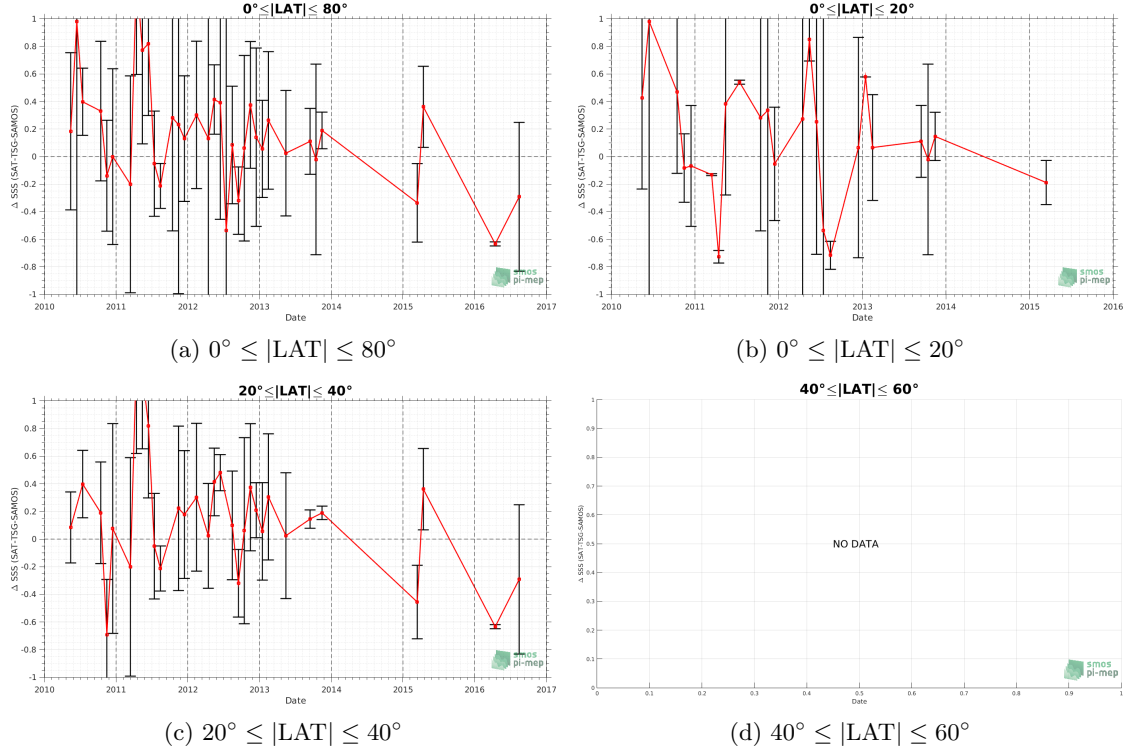 0°≤|LAT|≤ 80°
Δ SSS (SAT-TSG-SAMOS)
1
0.8
0.6
0.4
0.2
0
-0.2
-0.4
-0.6
-0.8
-1
2010 2011 2012 2013 2014 2015 2016 2017
Date
smos
pi-mep
(a) 0° ≤ |LAT| ≤ 80°
0°≤|LAT|≤ 20°
Δ SSS (SAT-TSG-SAMOS)
1
0.8
0.6
0.4
0.2
0
-0.2
-0.4
-0.6
-0.8
-1
2010 2011 2012 2013 2014 2015 2016
Date
smos
pi-mep
(b) 0° ≤ |LAT| ≤ 20°
20°≤|LAT|≤ 40°
Δ SSS (SAT-TSG-SAMOS)
1
0.8
0.6
0.4
0.2
0
-0.2
-0.4
-0.6
-0.8
-1
2010 2011 2012 2013 2014 2015 2016 2017
Date
smos
pi-mep
(c) 20° ≤ |LAT| ≤ 40°
40°≤|LAT|≤ 60°
Δ SSS (SAT-TSG-SAMOS)
1
0.9
0.8
0.7
0.6
0.5
0.4
0.3
0.2
0.1
0
NO DATA
0 0.1 0.2 0.3 0.4 0.5 0.6 0.7 0.8 0.9 1
Date
smos
pi-mep
(d) 40° ≤ |LAT| ≤ 60°